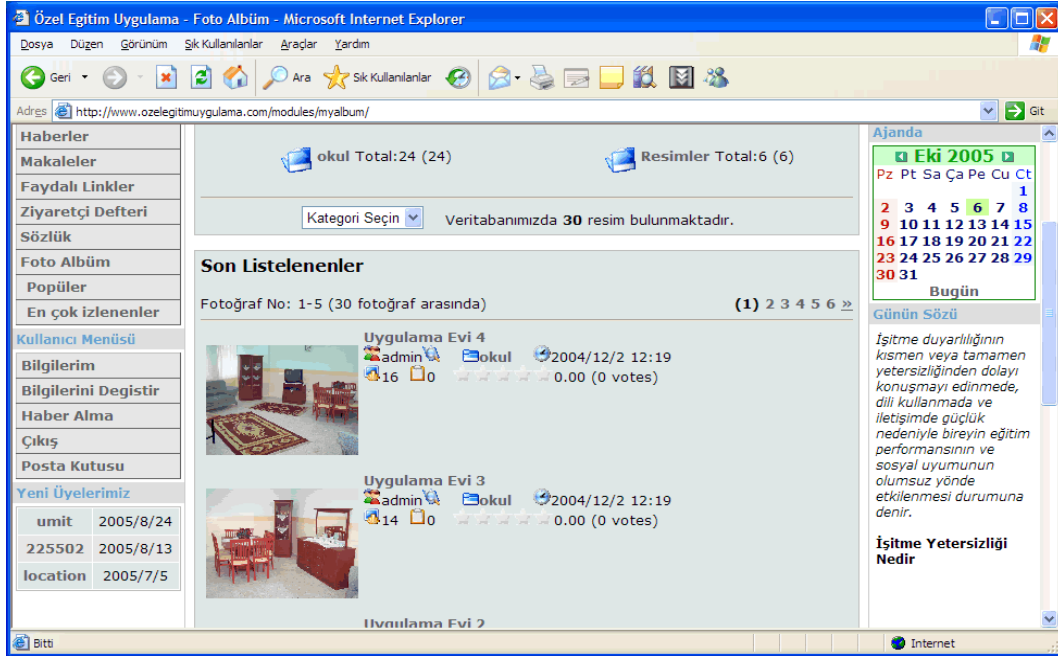 Özel Egitim Uygulama - Foto Albüm - Microsoft Internet Explorer
Dosya Düzen Görünüm Sık Kullanılanlar Araçlar Yardım
Geri Ara Sık Kullanılanlar
Adres http://www.ozelegitimuygulama.com/modules/myalbum/ Git
Haberler
Makaleler
Faydalı Linkler
Ziyaretçi Defteri
Sözlük
Foto Albüm
Popüler
En çok izlenenler
Kullanıcı Menüsü
Bilgilerim
Bilgilerini Degistir
Haber Alma
Çıkış
Posta Kutusu
Yeni Üyelerimiz
umit 2005/8/24
225502 2005/8/13
location 2005/7/5
okul Total:24 (24) Resimler Total:6 (6)
Kategori Seçin Veritabanımızda 30 resim bulunmaktadır.
Son Listelenenler
Fotoğraf No: 1-5 (30 fotoğraf arasında) (1) 2 3 4 5 6 »
Uygulama Evi 4
admin okul 2004/12/2 12:19
16 0 0.00 (0 votes)
Uygulama Evi 3
admin okul 2004/12/2 12:19
14 0 0.00 (0 votes)
Uygulama Evi 2
Ajanda
Eki 2005
Pz Pt Sa Ça Pe Cu Ct
1
2 3 4 5 6 7 8
9 10 11 12 13 14 15
16 17 18 19 20 21 22
23 24 25 26 27 28 29
30 31
Bugün
Günün Sözü
İşitme duyarlılığının
kısmen veya tamamen
yetersizliğinden dolayı
konuşmayı edinmede,
dili kullanmada ve
iletişimde güçlük
nedeniyle bireyin eğitim
performansının ve
sosyal uyumunun
olumsuz yönde
etkilenmesi durumuna
denir.
İşitme Yetersizliği
Nedir
Bitti Internet